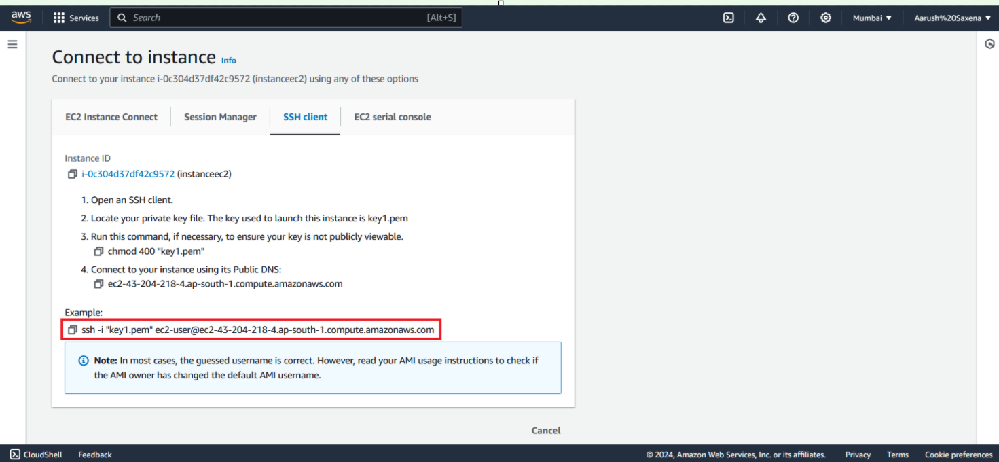 aws
Services
Search
[Alt+S]
Mumbai
Aarush%20Saxena
Connect to instance Info
Connect to your instance i-0c304d37df42c9572 (instanceec2) using any of these options
EC2 Instance Connect
Session Manager
SSH client
EC2 serial console
Instance ID
i-0c304d37df42c9572 (instanceec2)
1. Open an SSH client.
2. Locate your private key file. The key used to launch this instance is key1.pem
3. Run this command, if necessary, to ensure your key is not publicly viewable.
chmod 400 "key1.pem"
4. Connect to your instance using its Public DNS:
ec2-43-204-218-4.ap-south-1.compute.amazonaws.com
Example:
ssh -i "key1.pem" ec2-user@ec2-43-204-218-4.ap-south-1.compute.amazonaws.com
Note: In most cases, the guessed username is correct. However, read your AMI usage instructions to check if
the AMI owner has changed the default AMI username.
Cancel
CloudShell
Feedback
© 2024, Amazon Web Services, Inc. or its affiliates.
Privacy
Terms
Cookie preferences